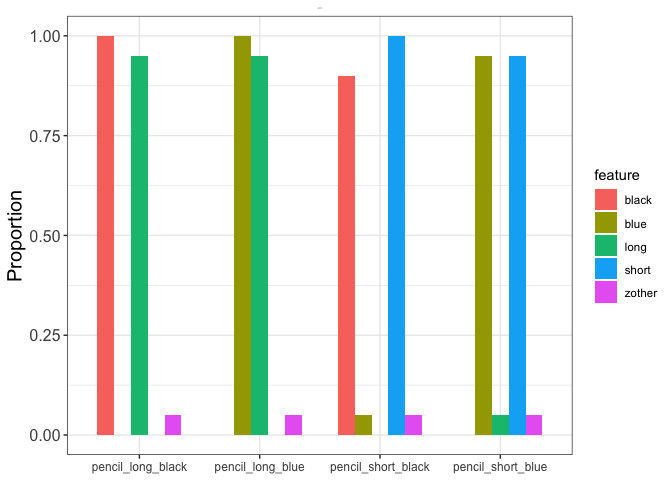 Proportion
1.00
0.75
0.50
0.25
0.00
pencil_long_black
pencil_long_blue
pencil_short_black
pencil_short_blue
feature
black
blue
long
short
zother